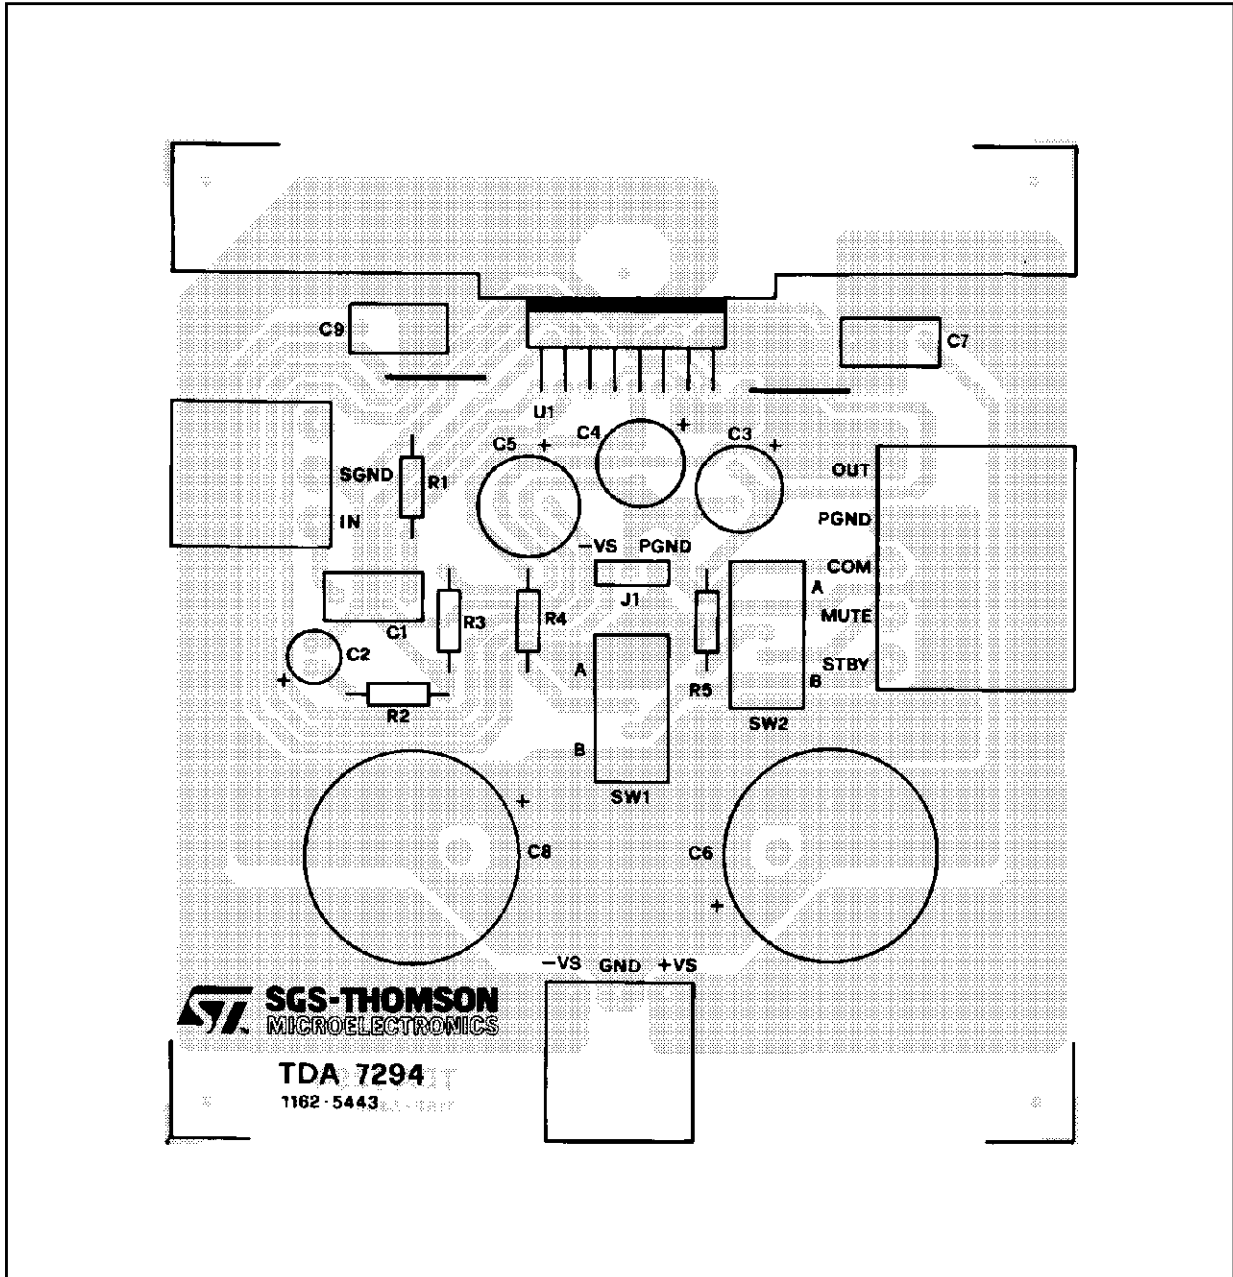 C9
C7
U1
C5
+
C4
+
C3
+
SGND
R1
IN
OUT
PGND
COM
MUTE
STBY
-VS PGND
J1
A
B
SW2
C1
C2
+
R3
R4
R5
R2
A
B
SW1
C8
+
C6
+
-VS GND +VS
ST SGS-THOMSON
MICROELECTRONICS
TDA 7294
1162-5443